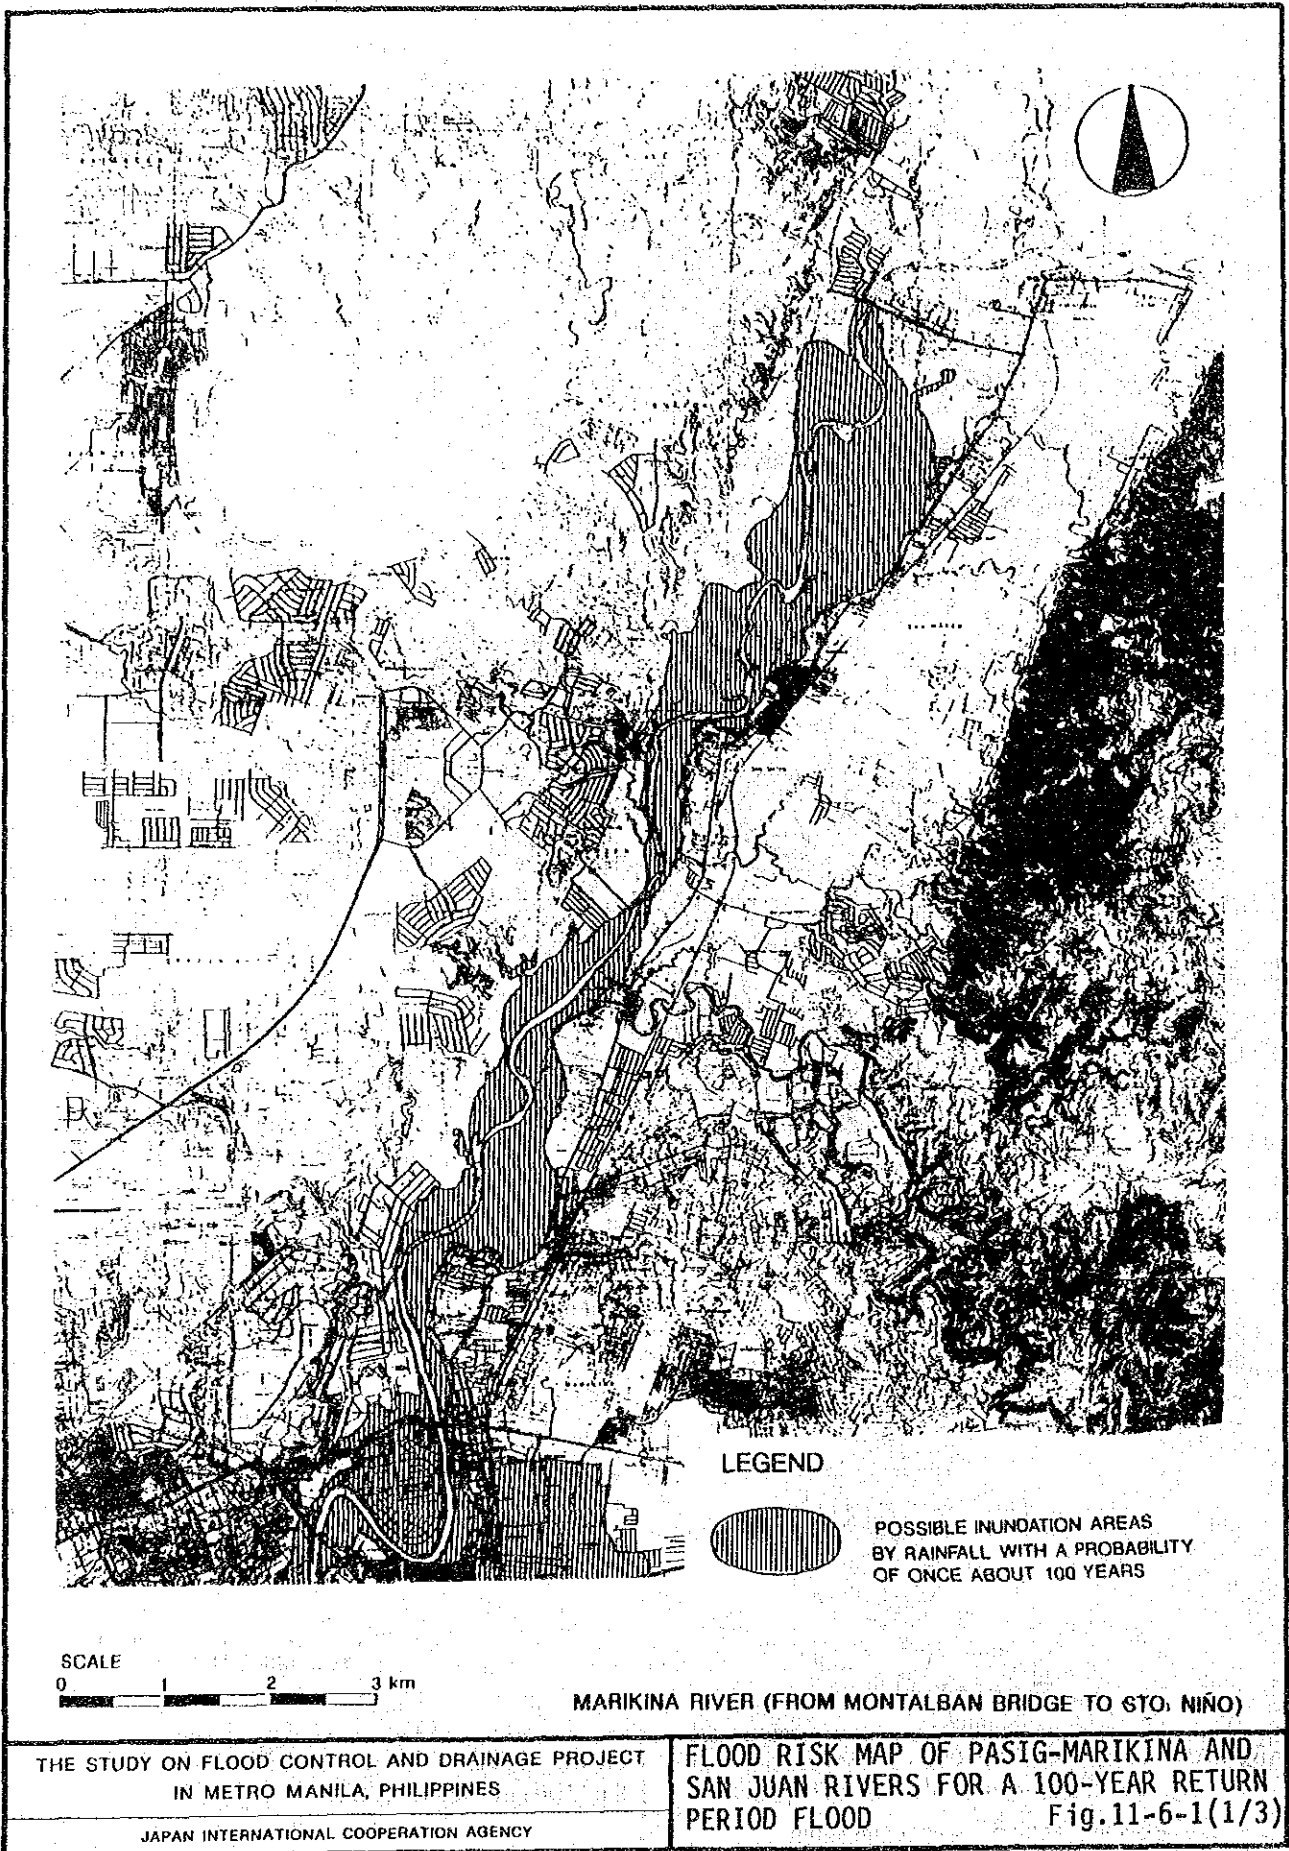 LEGEND
POSSIBLE INUNDATION AREAS
BY RAINFALL WITH A PROBABILITY
OF ONCE ABOUT 100 YEARS
SCALE
0 1 2 3 km
MARIKINA RIVER (FROM MONTALBAN BRIDGE TO STO. NIÑO)
THE STUDY ON FLOOD CONTROL AND DRAINAGE PROJECT
IN METRO MANILA, PHILIPPINES
JAPAN INTERNATIONAL COOPERATION AGENCY
FLOOD RISK MAP OF PASIG-MARIKINA AND
SAN JUAN RIVERS FOR A 100-YEAR RETURN
PERIOD FLOOD Fig.11-6-1(1/3)